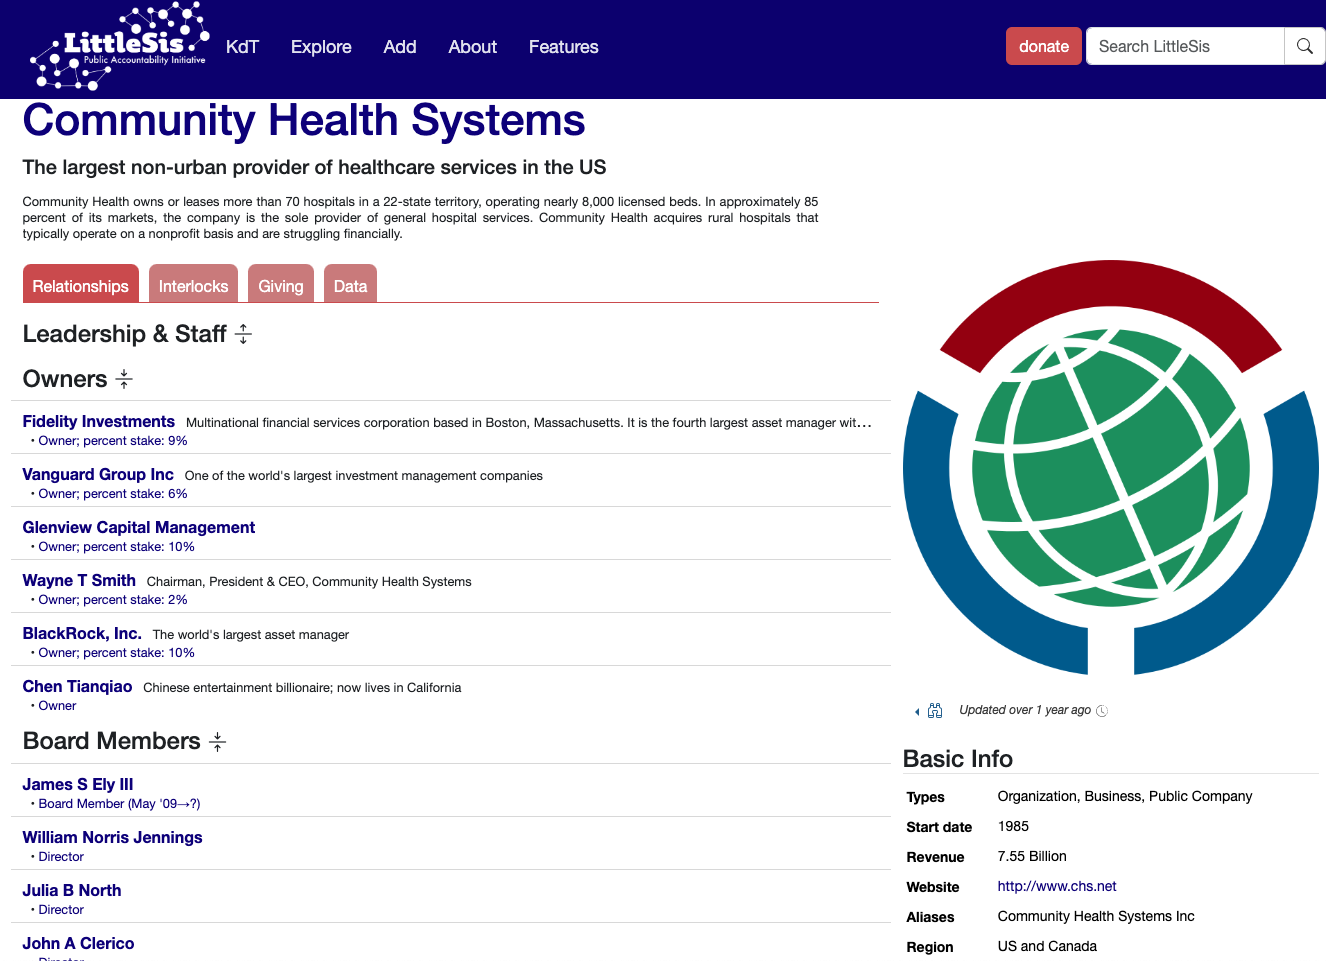 LittleSis
Public Accountability Initiative
KdT Explore Add About Features
donate
Search LittleSis
Community Health Systems
The largest non-urban provider of healthcare services in the US
Community Health owns or leases more than 70 hospitals in a 22-state territory, operating nearly 8,000 licensed beds. In approximately 85
percent of its markets, the company is the sole provider of general hospital services. Community Health acquires rural hospitals that
typically operate on a nonprofit basis and are struggling financially.
Relationships Interlocks Giving Data
Leadership & Staff
Owners
Fidelity Investments Multinational financial services corporation based in Boston, Massachusetts. It is the fourth largest asset manager wit...
• Owner; percent stake: 9%
Vanguard Group Inc One of the world's largest investment management companies
• Owner; percent stake: 6%
Glenview Capital Management
• Owner; percent stake: 10%
Wayne T Smith Chairman, President & CEO, Community Health Systems
• Owner; percent stake: 2%
BlackRock, Inc. The world's largest asset manager
• Owner; percent stake: 10%
Chen Tianqiao Chinese entertainment billionaire; now lives in California
• Owner
Board Members
James S Ely III
• Board Member (May '09→?)
William Norris Jennings
• Director
Julia B North
• Director
John A Clerico
• Director
Updated over 1 year ago
Basic Info
Types Organization, Business, Public Company
Start date 1985
Revenue 7.55 Billion
Website http://www.chs.net
Aliases Community Health Systems Inc
Region US and Canada